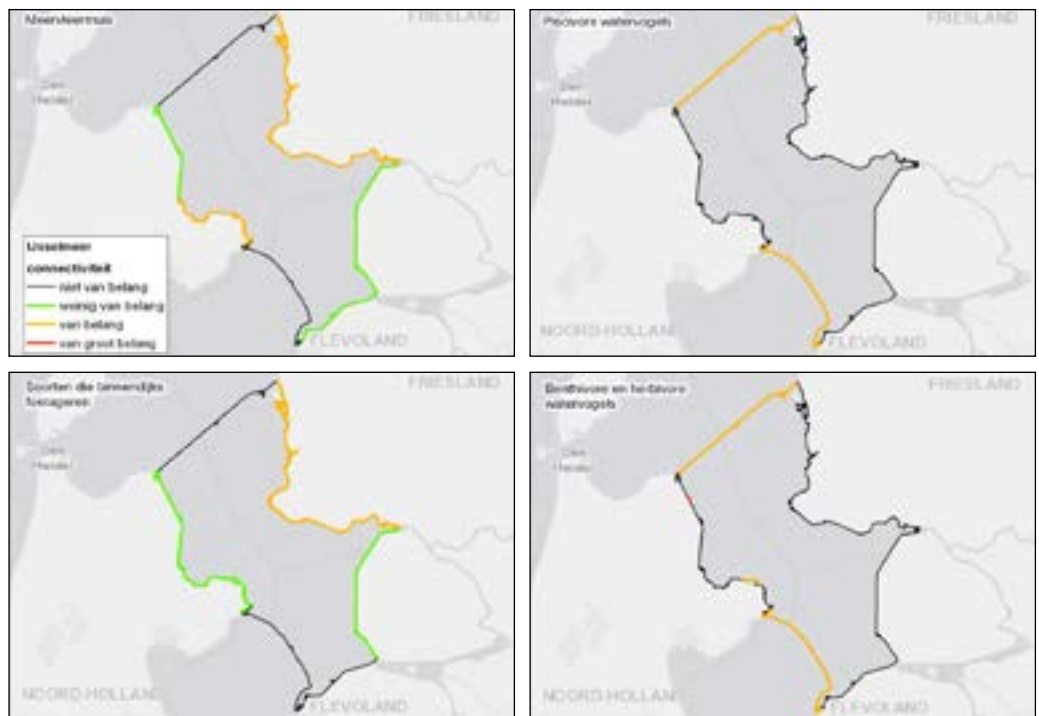 Meervleermuis
FRIESLAND
Den
Helder
IJsselmeer
connectiviteit
niet van belang
weinig van belang
van belang
van groot belang
FLEVOLAND
Piscivore watervogels
FRIESLAND
Den
Helder
NOORD-HOLLAND
FLEVOLAND
Soorten die binnendijks
foerageren
FRIESLAND
Den
Helder
NOORD-HOLLAND
FLEVOLAND
Benthivore en herbivore
watervogels
FRIESLAND
Den
Helder
NOORD-HOLLAND
FLEVOLAND